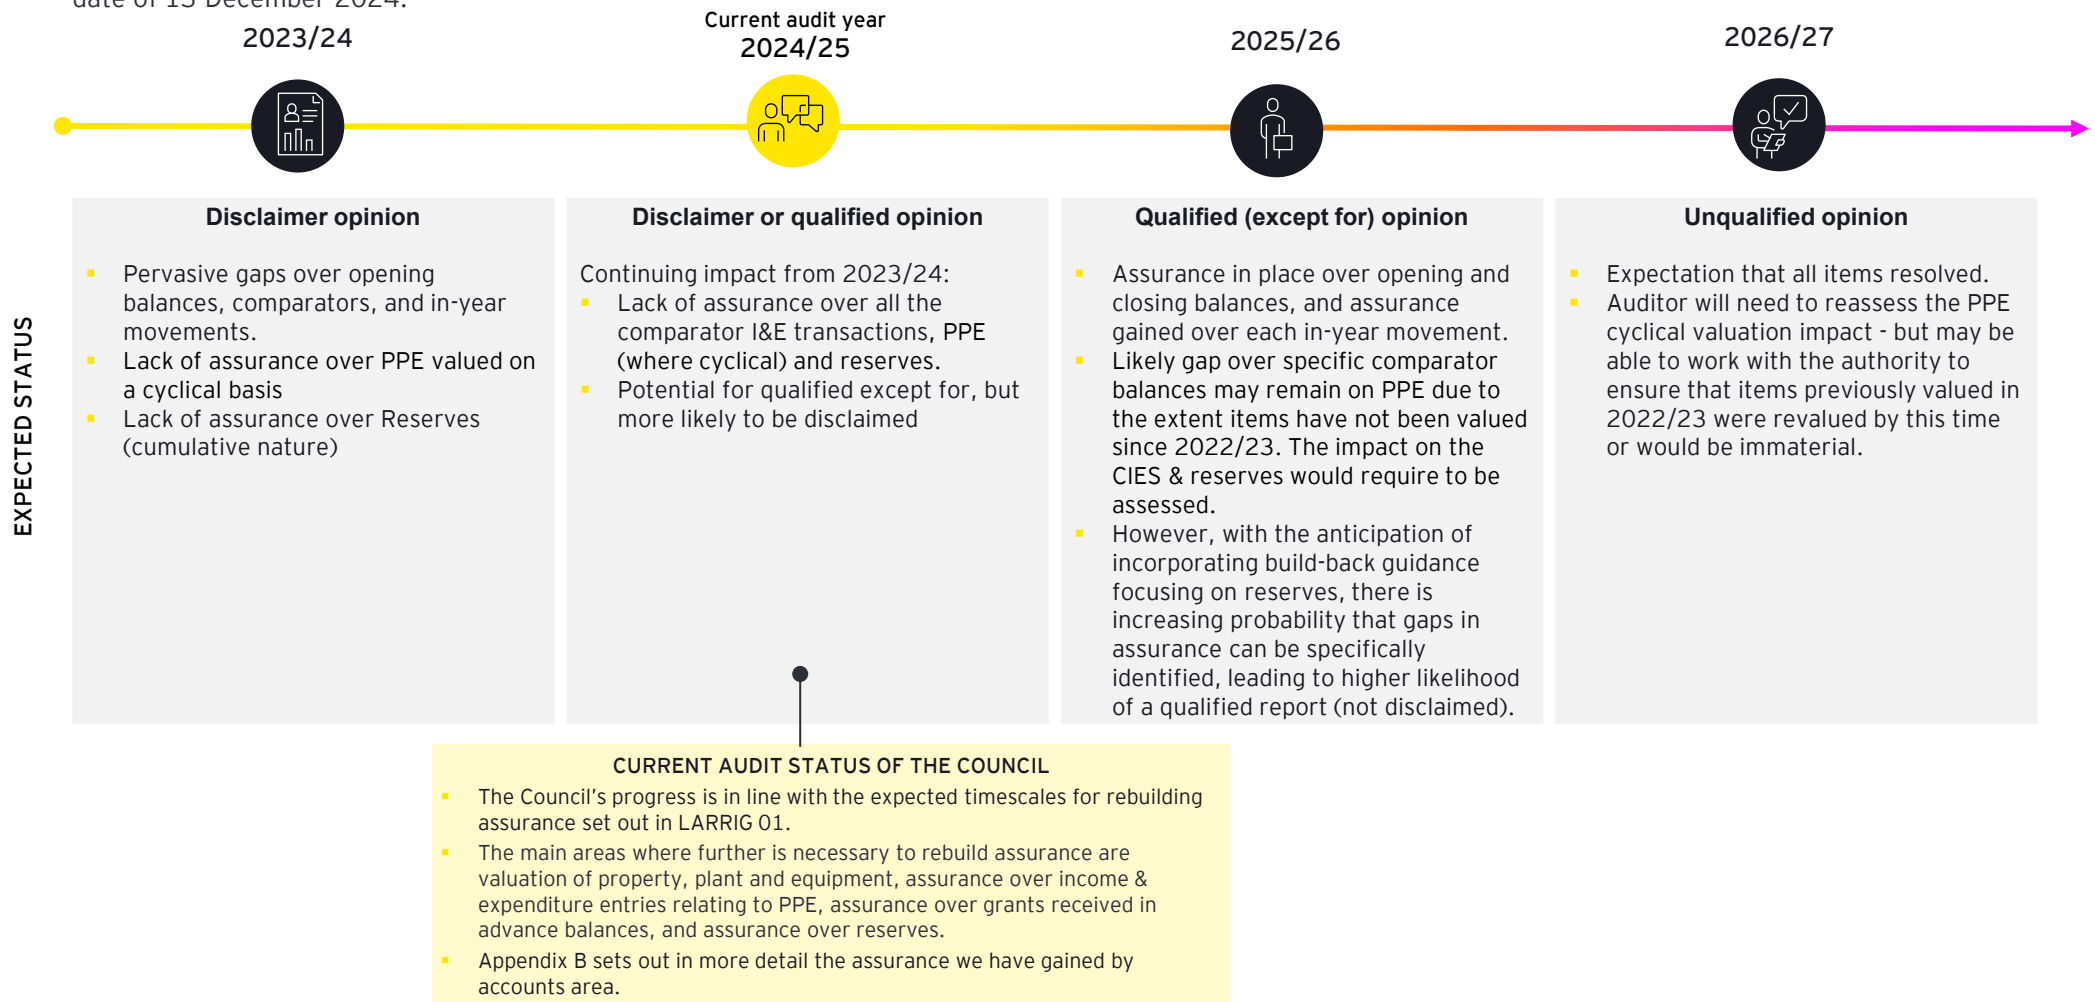 date of 13 December 2024.
2023/24
Current audit year
2024/25
2025/26
2026/27
EXPECTED STATUS
Disclaimer opinion
▪ Pervasive gaps over opening
balances, comparators, and in-year
movements.
▪ Lack of assurance over PPE valued on
a cyclical basis
▪ Lack of assurance over Reserves
(cumulative nature)
Disclaimer or qualified opinion
Continuing impact from 2023/24:
▪ Lack of assurance over all the
comparator I&E transactions, PPE
(where cyclical) and reserves.
▪ Potential for qualified except for, but
more likely to be disclaimed
Qualified (except for) opinion
▪ Assurance in place over opening and
closing balances, and assurance
gained over each in-year movement.
▪ Likely gap over specific comparator
balances may remain on PPE due to
the extent items have not been valued
since 2022/23. The impact on the
CIES & reserves would require to be
assessed.
▪ However, with the anticipation of
incorporating build-back guidance
focusing on reserves, there is
increasing probability that gaps in
assurance can be specifically
identified, leading to higher likelihood
of a qualified report (not disclaimed).
Unqualified opinion
▪ Expectation that all items resolved.
▪ Auditor will need to reassess the PPE
cyclical valuation impact - but may be
able to work with the authority to
ensure that items previously valued in
2022/23 were revalued by this time
or would be immaterial.
CURRENT AUDIT STATUS OF THE COUNCIL
▪ The Council's progress is in line with the expected timescales for rebuilding
assurance set out in LARRIG 01.
▪ The main areas where further is necessary to rebuild assurance are
valuation of property, plant and equipment, assurance over income &
expenditure entries relating to PPE, assurance over grants received in
advance balances, and assurance over reserves.
▪ Appendix B sets out in more detail the assurance we have gained by
accounts area.